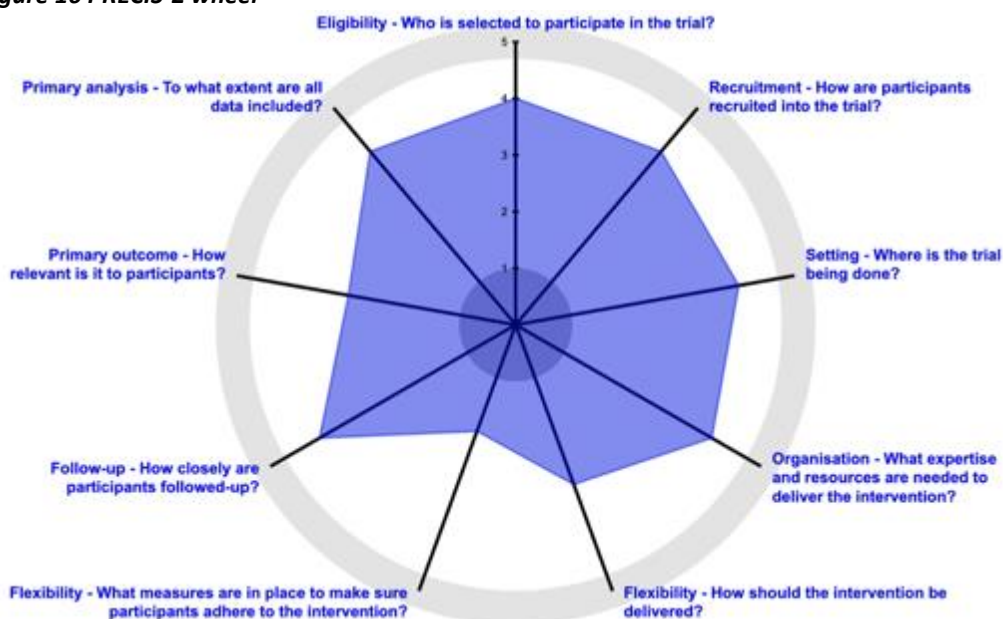 PRECIS-2 wheel
Eligibility - Who is selected to participate in the trial?
5
Primary analysis - To what extent are all
data included?
Recruitment - How are participants
recruited into the trial?
4
3
2
Primary outcome - How
relevant is it to participants?
Setting - Where is the trial
being done?
1
Follow-up - How closely are
participants followed-up?
Organisation - What expertise
and resources are needed to
deliver the intervention?
Flexibility - What measures are in place to make sure
participants adhere to the intervention?
Flexibility - How should the intervention be
delivered?